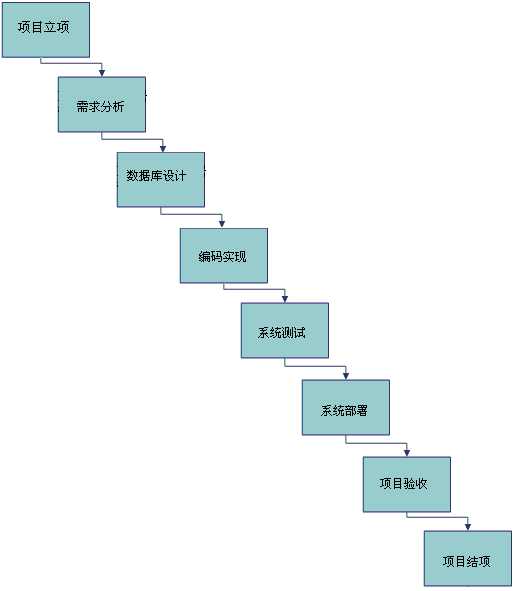 项目立项
需求分析
数据库设计
编码实现
系统测试
系统部署
项目验收
项目结项